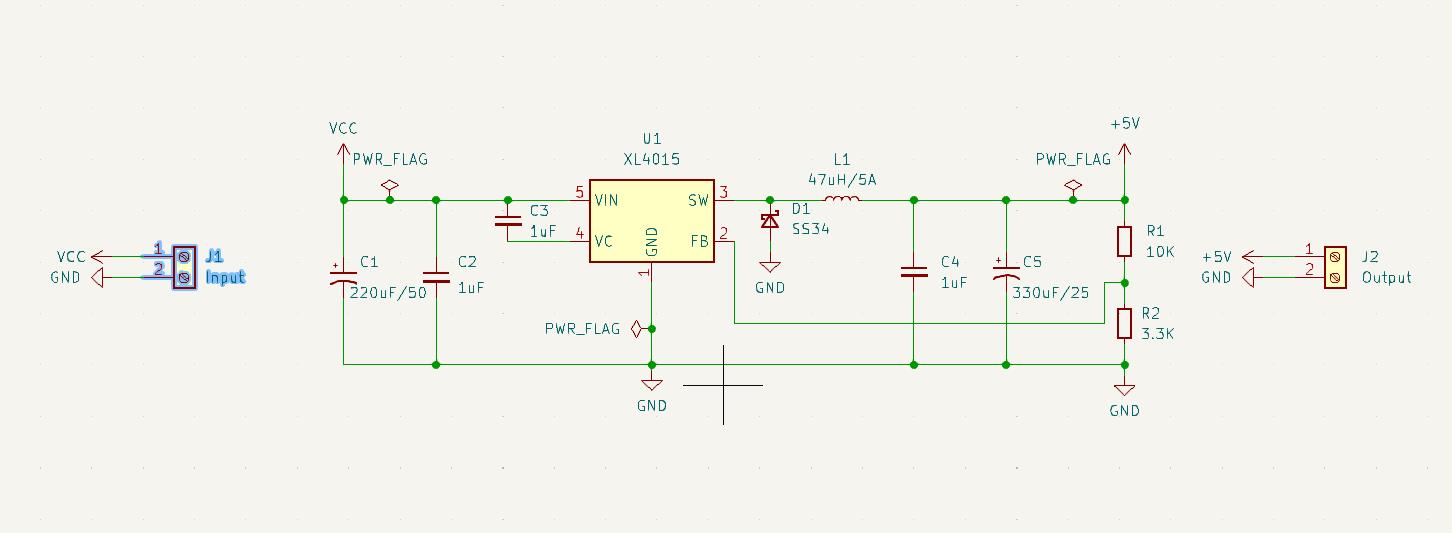 VCC
GND
1
2
J1
Input
VCC
PWR_FLAG
C1
220uF/50
C2
1uF
C3
1uF
U1
XL4015
5
VIN
4
VC
GND
1
SW
3
FB
2
PWR_FLAG
GND
D1
SS34
GND
L1
47uH/5A
C4
1uF
C5
330uF/25
PWR_FLAG
+5V
R1
10K
R2
3.3K
GND
+5V
GND
1
2
J2
Output